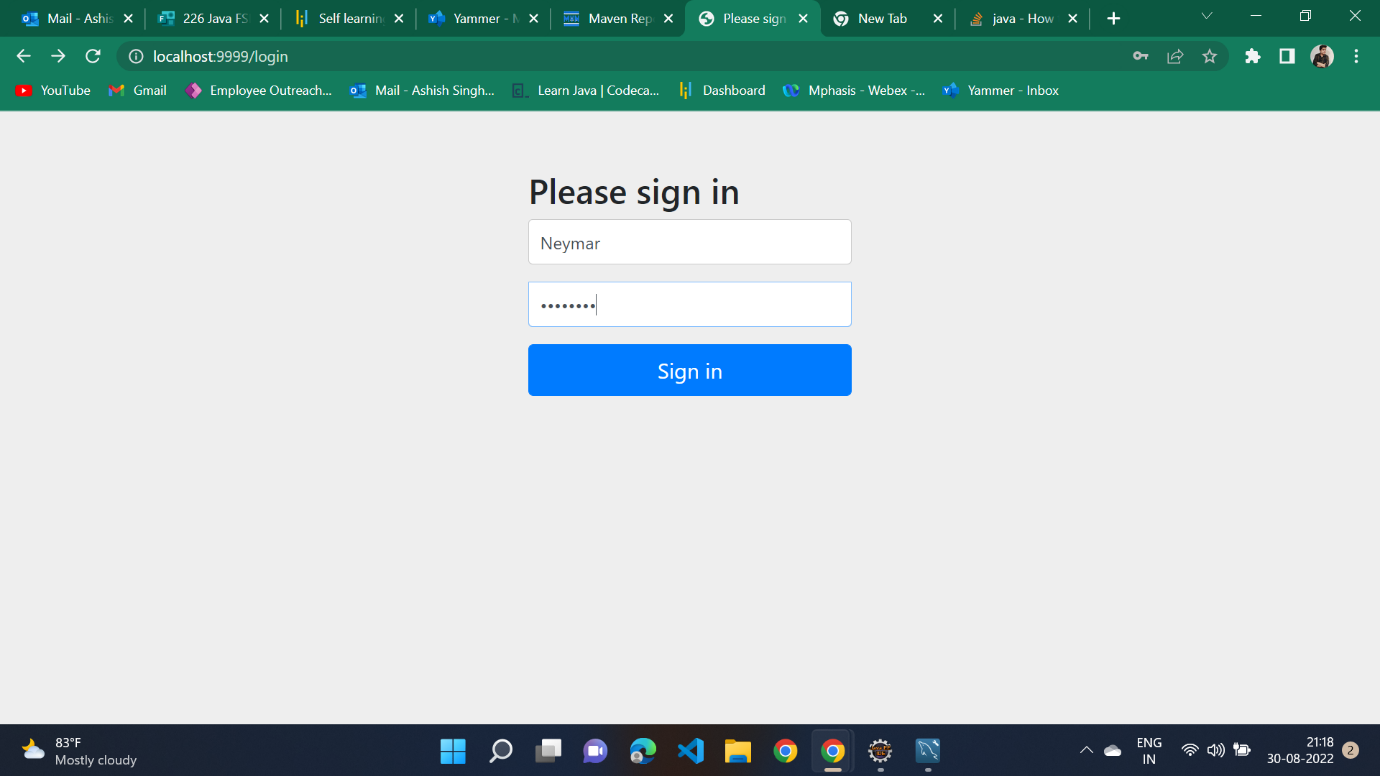 Mail - Ashis
226 Java FS
Self learning
Yammer - M
Maven Rep
Please sign
New Tab
java - How
localhost:9999/login
YouTube
Gmail
Employee Outreach...
Mail - Ashish Singh...
Learn Java | Codeca...
Dashboard
Mphasis - Webex -...
Yammer - Inbox
Please sign in
Neymar
••••••••
Sign in
83°F
Mostly cloudy
ENG
IN
21:18
30-08-2022
2